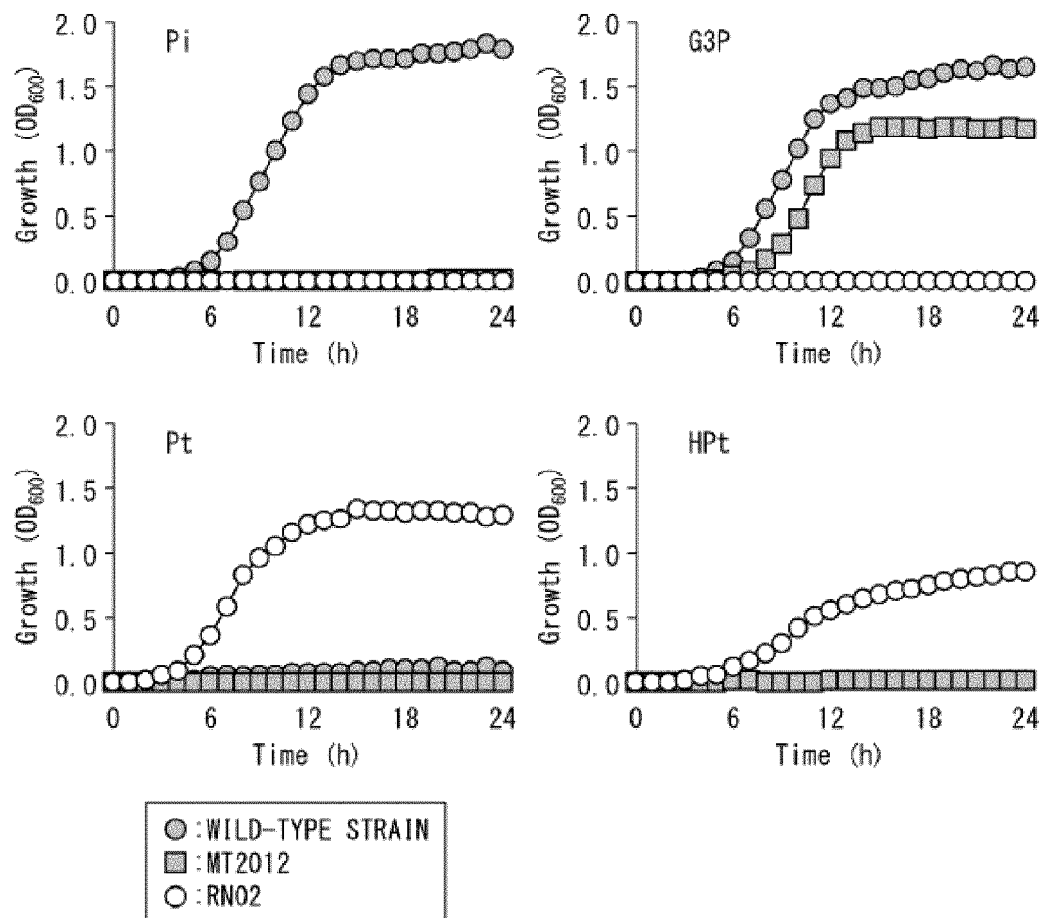 Pi
Growth (OD600)
2.0
1.5
1.0
0.5
0.0
0 6 12 18 24
Time (h)
G3P
Growth (OD600)
2.0
1.5
1.0
0.5
0.0
0 6 12 18 24
Time (h)
Pt
Growth (OD600)
2.0
1.5
1.0
0.5
0.0
0 6 12 18 24
Time (h)
HPt
Growth (OD600)
2.0
1.5
1.0
0.5
0.0
0 6 12 18 24
Time (h)
:WILD-TYPE STRAIN
:MT2012
:RN02